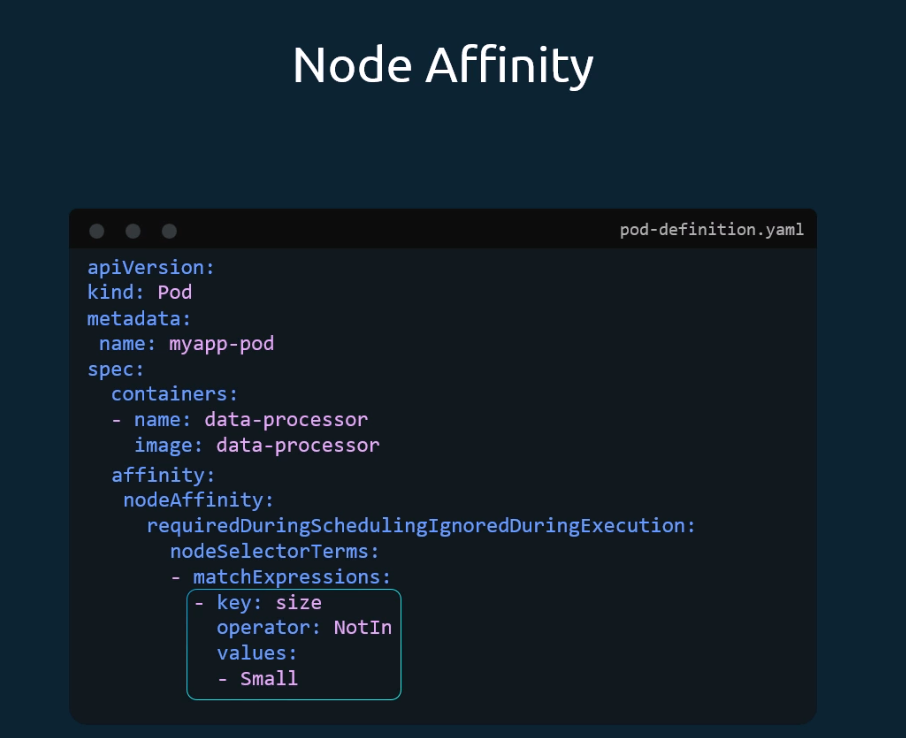 Node Affinity
pod-definition.yaml
apiVersion:
kind: Pod
metadata:
 name: myapp-pod
spec:
  containers:
  - name: data-processor
    image: data-processor
  affinity:
   nodeAffinity:
     requiredDuringSchedulingIgnoredDuringExecution:
       nodeSelectorTerms:
       - matchExpressions:
         - key: size
           operator: NotIn
           values:
           - Small